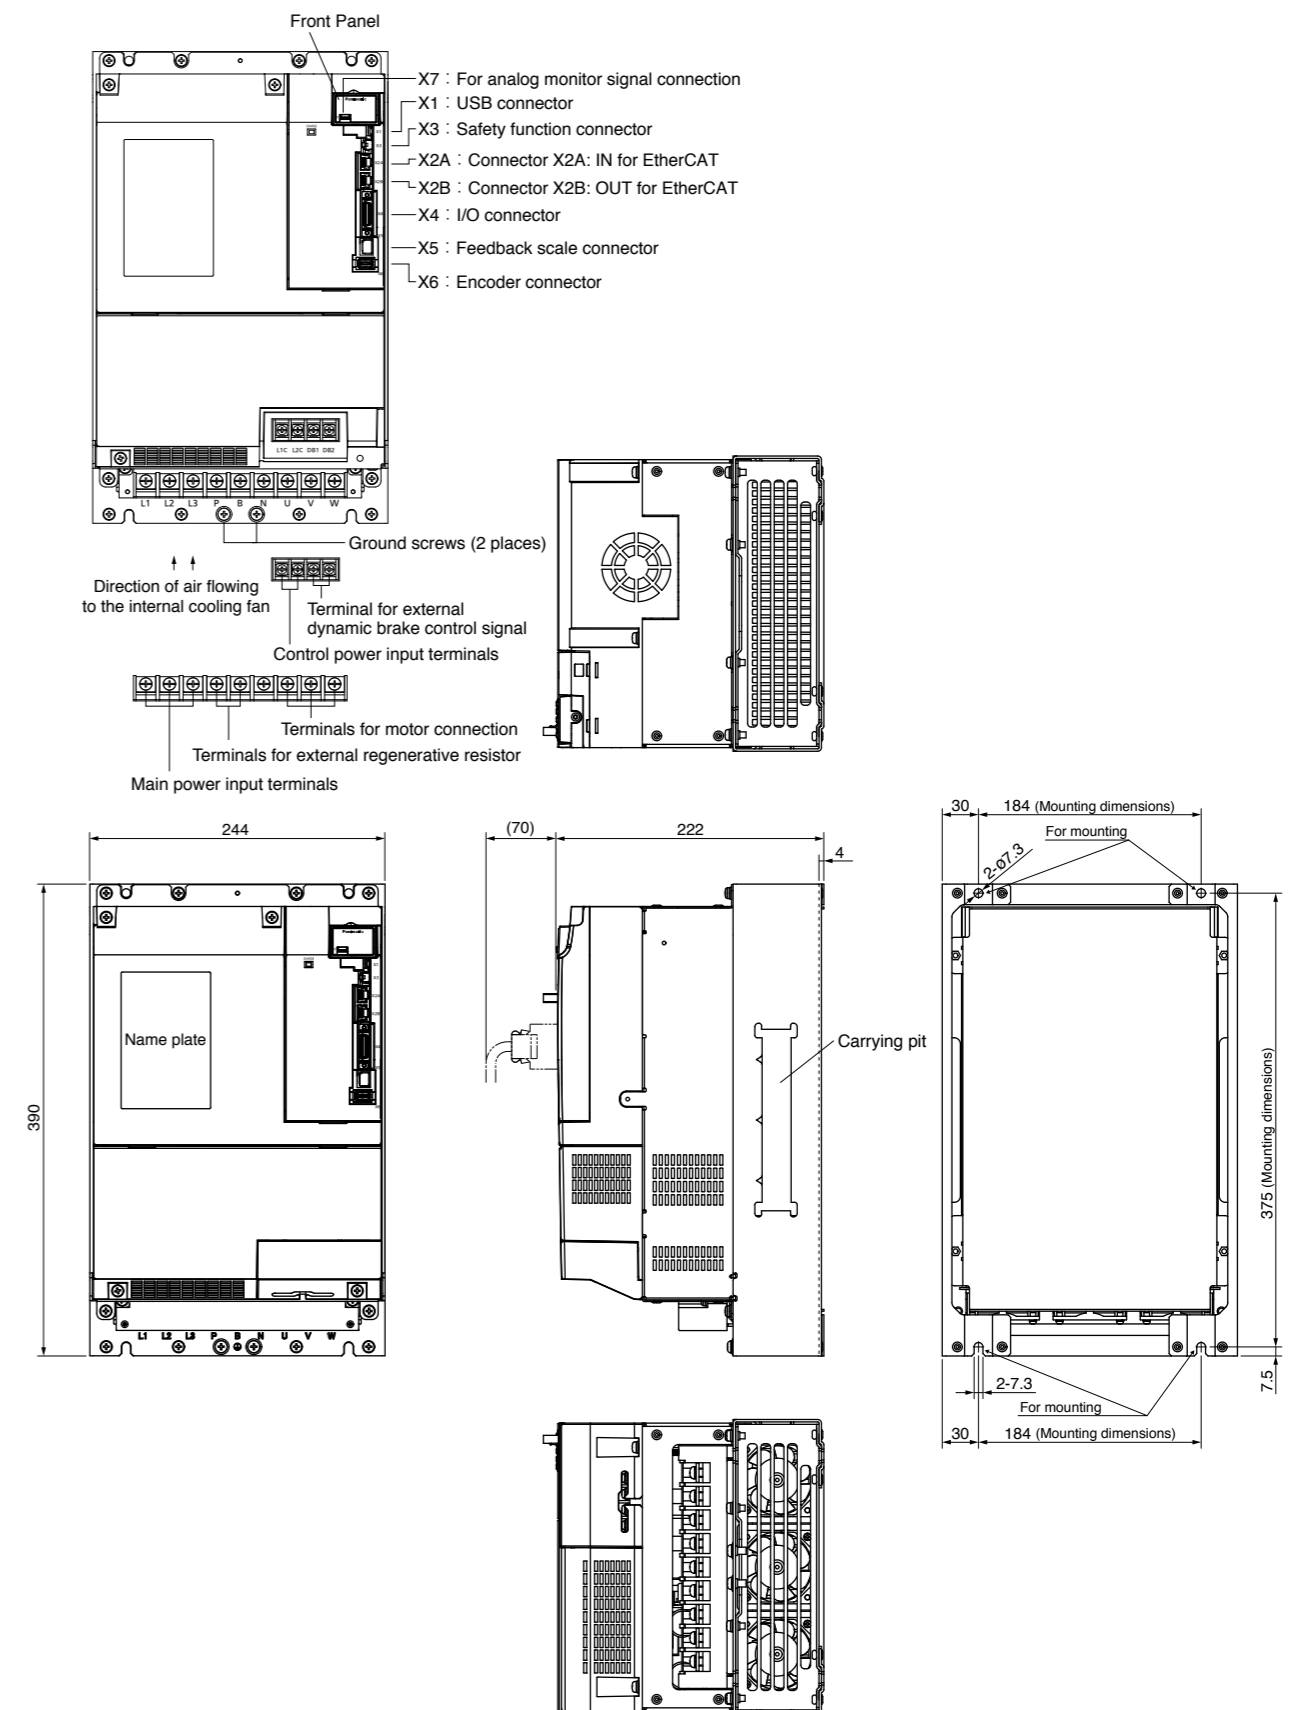 Front Panel
X7 : For analog monitor signal connection
X1 : USB connector
X3 : Safety function connector
X2A : Connector X2A: IN for EtherCAT
X2B : Connector X2B: OUT for EtherCAT
X4 : I/O connector
X5 : Feedback scale connector
X6 : Encoder connector
Panasonic
L1C L2C DB1 DB2
L1 L2 L3 P B N U V W
Ground screws (2 places)
Direction of air flowing
to the internal cooling fan
Terminal for external
dynamic brake control signal
Control power input terminals
Terminals for motor connection
Terminals for external regenerative resistor
Main power input terminals
244
390
Panasonic
Name plate
L1 L2 L3 P B N U V W
(70)
222
4
Carrying pit
30
184 (Mounting dimensions)
For mounting
2-ø7.3
375 (Mounting dimensions)
7.5
2-7.3
For mounting
30
184 (Mounting dimensions)